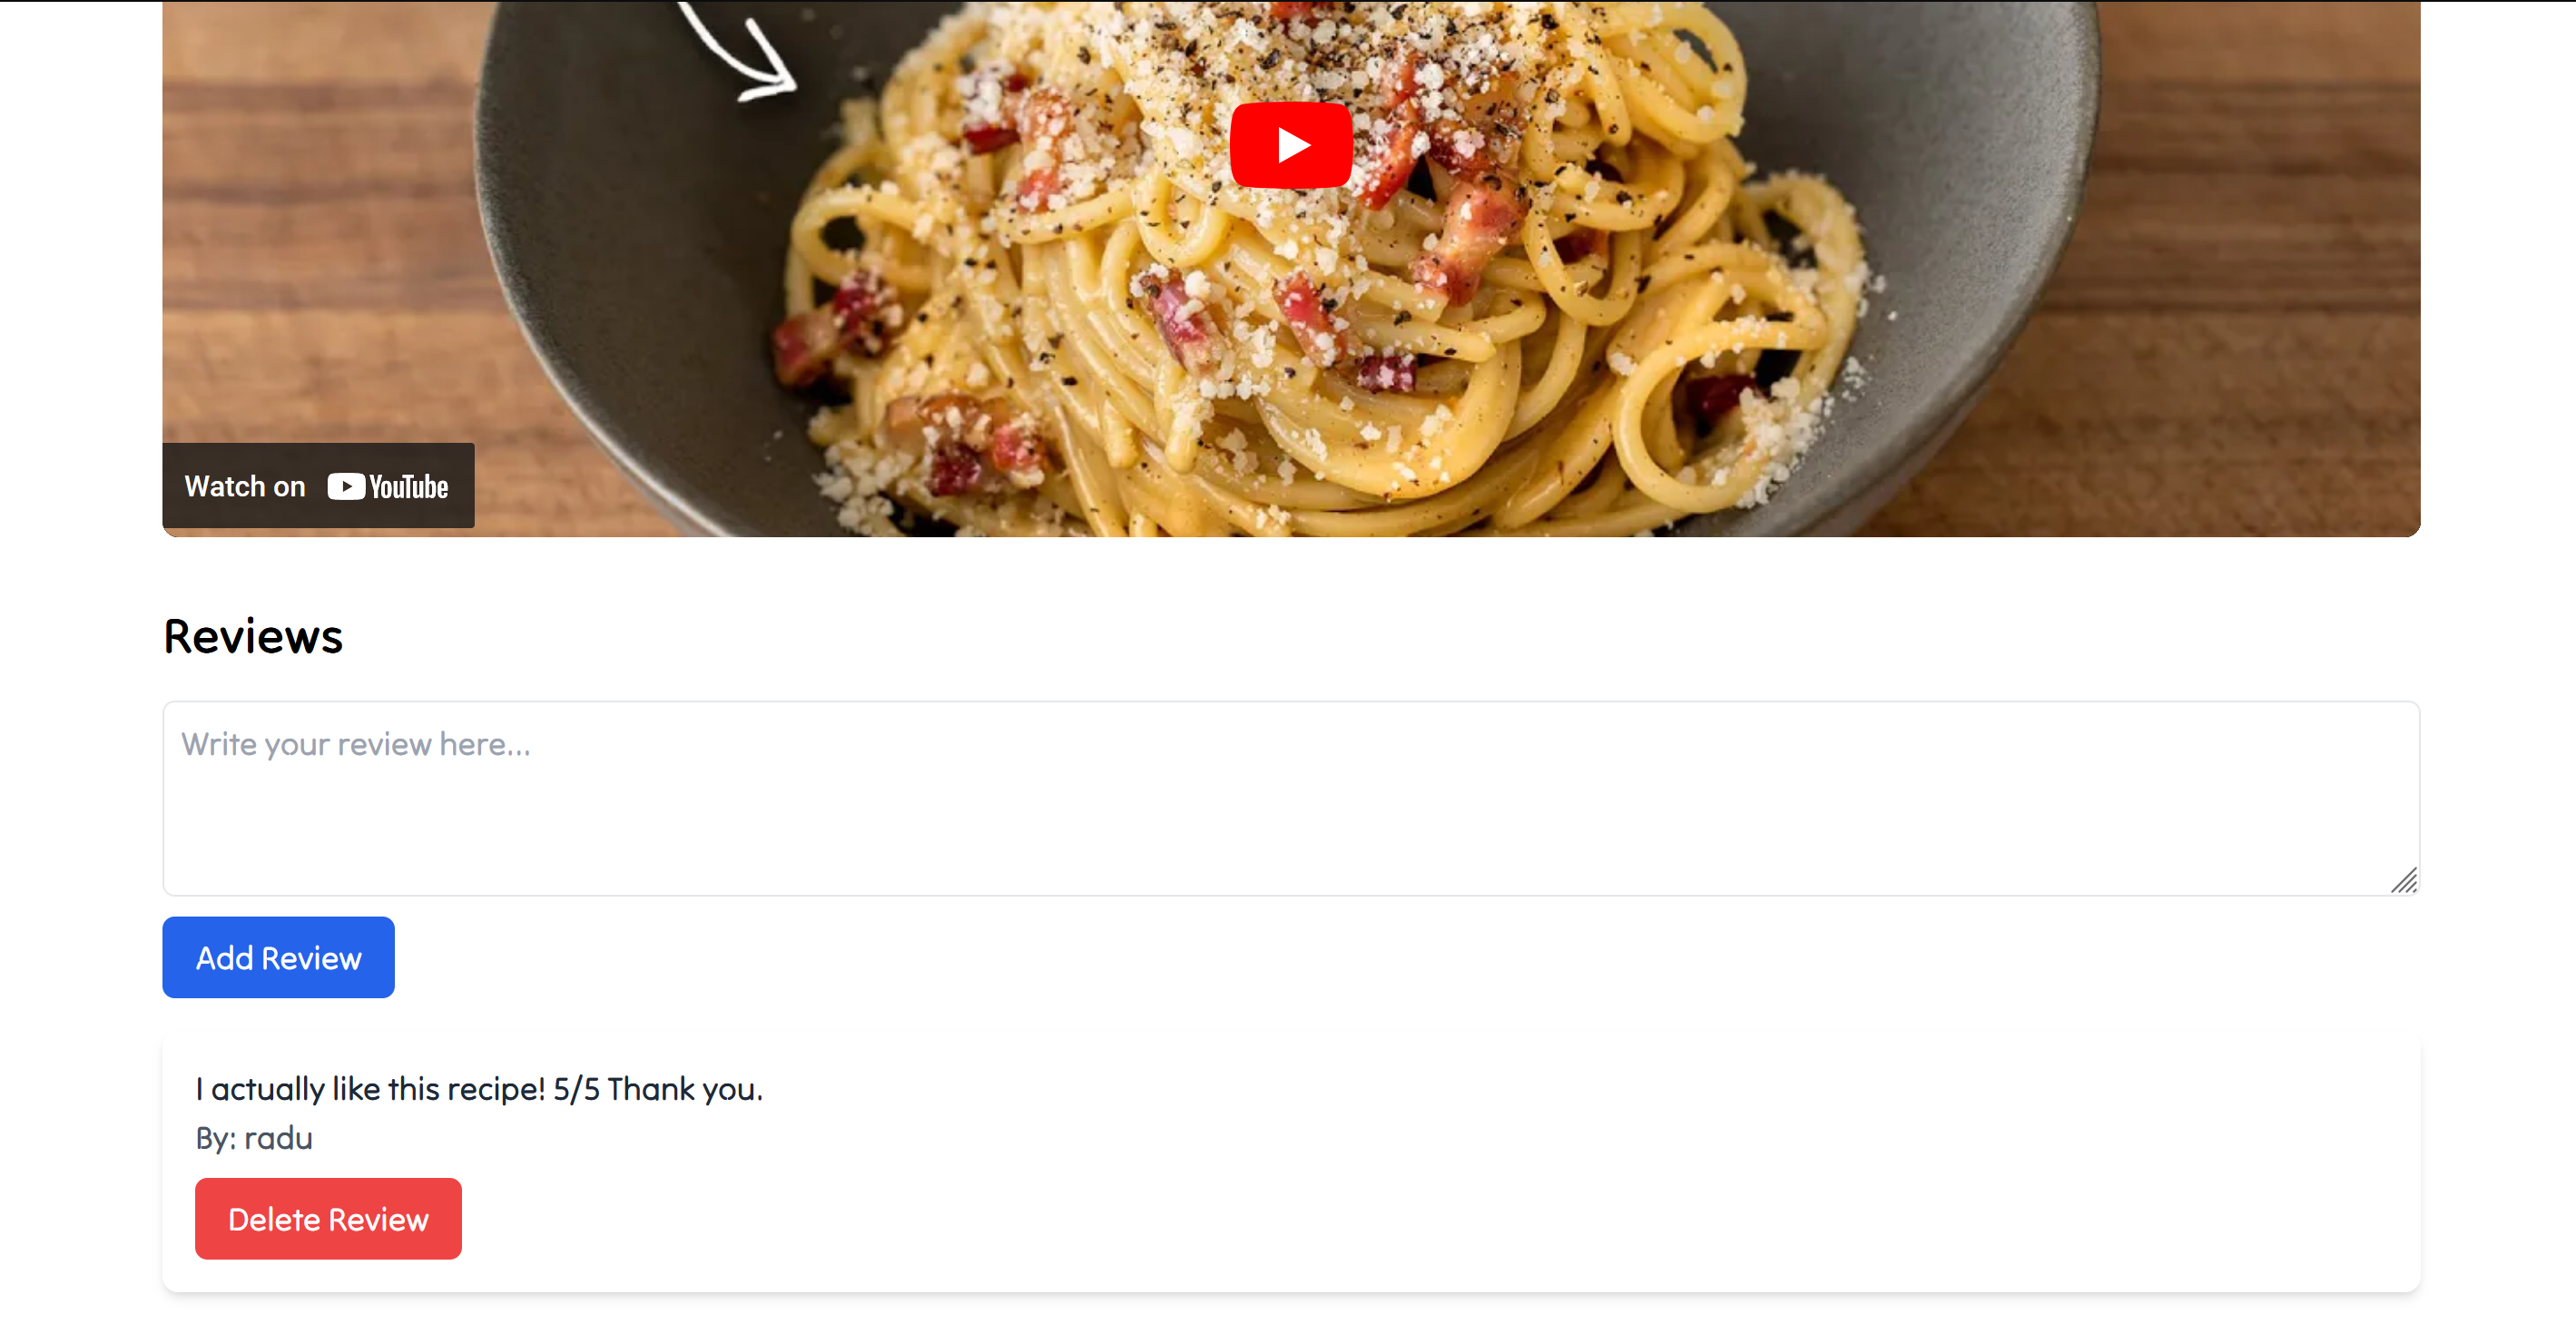 Watch on YouTube
Reviews
Write your review here...
Add Review
I actually like this recipe! 5/5 Thank you.
By: radu
Delete Review